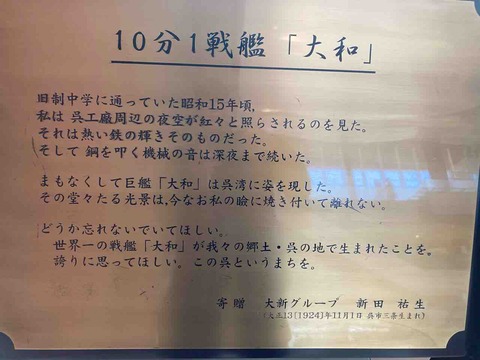 10分1戦艦「大和」
旧制中学に通っていた昭和15年頃,
私は 呉工廠周辺の夜空が紅々と照らされるのを見た。
それは熱い鉄の輝きそのものだった。
そして 鋼を叩く機械の音は深夜まで続いた。
まもなくして巨艦「大和」は呉湾に姿を現した。
その堂々たる光景は,今なお私の瞼に焼き付いて離れない。
どうか忘れないでいてほしい。
世界一の戦艦「大和」が我々の郷土・呉の地で生まれたことを。
誇りに思ってほしい。この呉というまちを。
寄贈 大新グループ 新田 祐生
(大正13[1924]年11月1日 呉市三条生まれ)